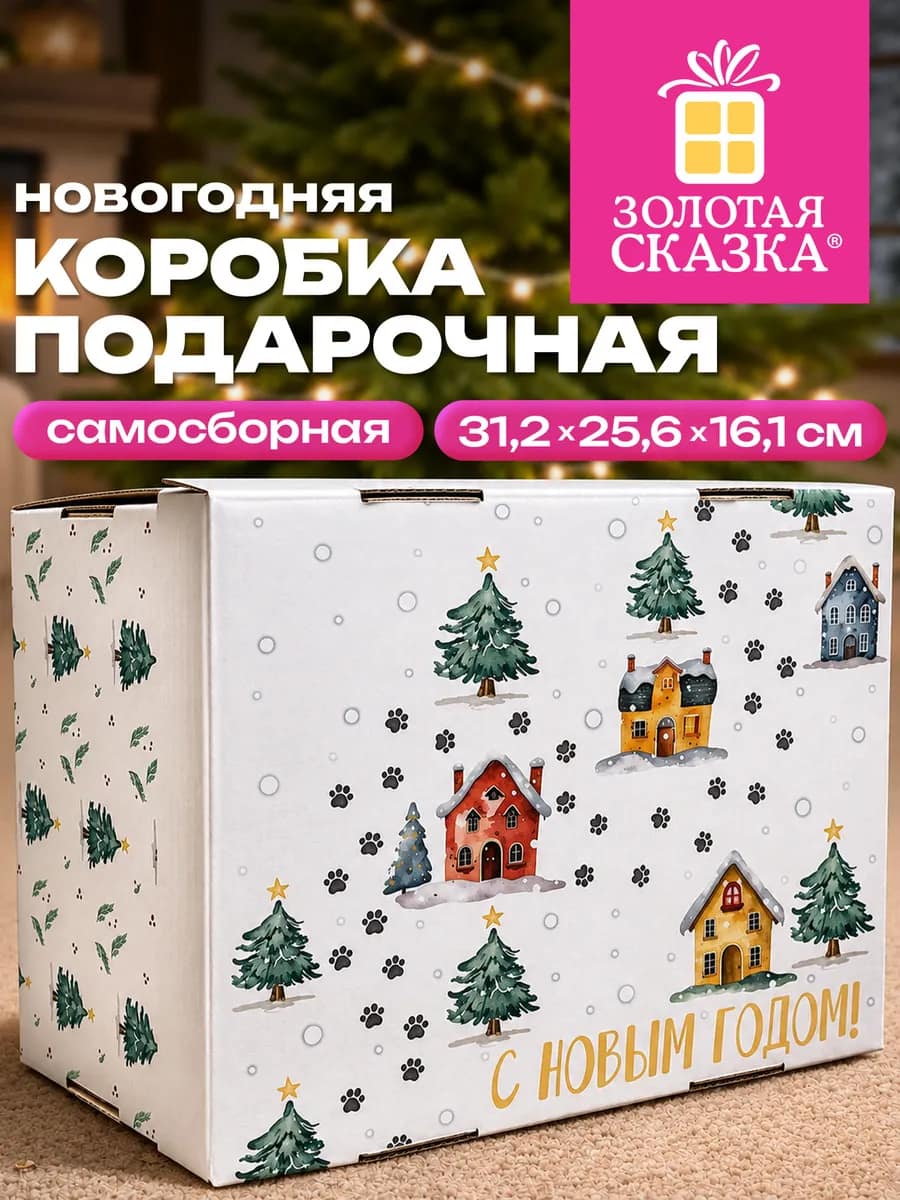 ЗОЛОТАЯ
СКАЗКА®
НОВОГОДНЯЯ
КОРОБКА
ПОДАРОЧНАЯ
самосборная
31,2 x 25,6 x 16,1 см
С НОВЫМ ГОДОМ!